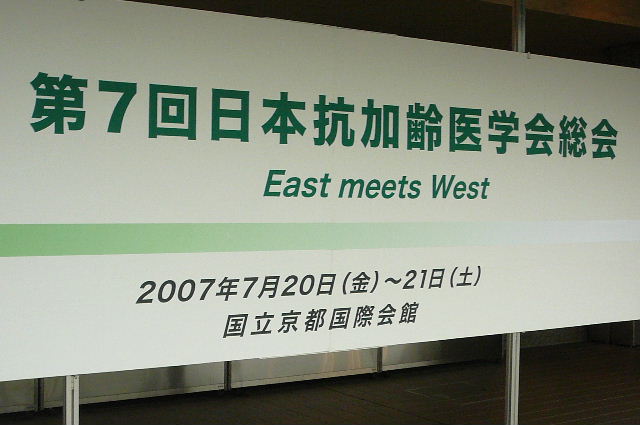 第7回日本抗加齢医学会総会
East meets West
2007年7月20日(金)～21日(土)
国立京都国際会館